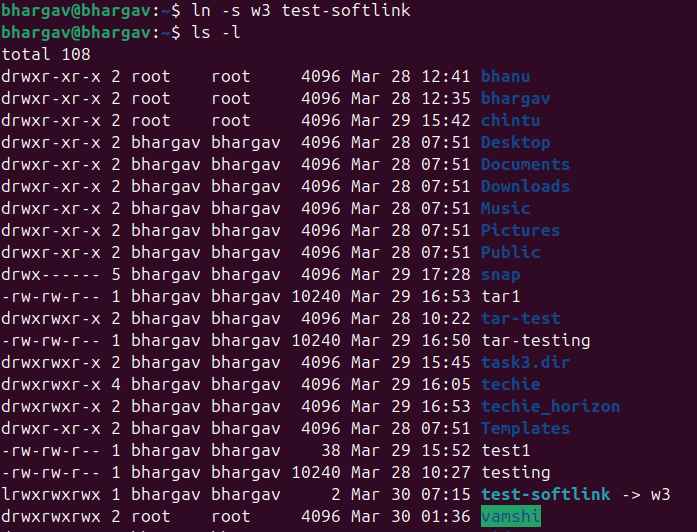 bhargav@bhargav:~$ ln -s w3 test-softlink
bhargav@bhargav:~$ ls -l
total 108
drwxr-xr-x 2 root    root     4096 Mar 28 12:41 bhanu
drwxr-xr-x 2 root    root     4096 Mar 28 12:35 bhargav
drwxr-xr-x 2 root    root     4096 Mar 29 15:42 chintu
drwxr-xr-x 2 bhargav bhargav  4096 Mar 28 07:51 Desktop
drwxr-xr-x 2 bhargav bhargav  4096 Mar 28 07:51 Documents
drwxr-xr-x 2 bhargav bhargav  4096 Mar 28 07:51 Downloads
drwxr-xr-x 2 bhargav bhargav  4096 Mar 28 07:51 Music
drwxr-xr-x 2 bhargav bhargav  4096 Mar 28 07:51 Pictures
drwxr-xr-x 2 bhargav bhargav  4096 Mar 28 07:51 Public
drwx------ 5 bhargav bhargav  4096 Mar 29 17:28 snap
-rw-rw-r-- 1 bhargav bhargav 10240 Mar 29 16:53 tar1
drwxrwxr-x 2 bhargav bhargav  4096 Mar 28 10:22 tar-test
-rw-rw-r-- 1 bhargav bhargav 10240 Mar 29 16:50 tar-testing
drwxrwxr-x 2 bhargav bhargav  4096 Mar 29 15:45 task3.dir
drwxrwxr-x 4 bhargav bhargav  4096 Mar 29 16:05 techie
drwxrwxr-x 2 bhargav bhargav  4096 Mar 29 16:53 techie_horizon
drwxr-xr-x 2 bhargav bhargav  4096 Mar 28 07:51 Templates
-rw-rw-r-- 1 bhargav bhargav    38 Mar 29 15:52 test1
-rw-rw-r-- 1 bhargav bhargav 10240 Mar 28 10:27 testing
lrwxrwxrwx 1 bhargav bhargav     2 Mar 30 07:15 test-softlink -> w3
drwxrwxrwx 2 root    root     4096 Mar 30 01:36 vamshi